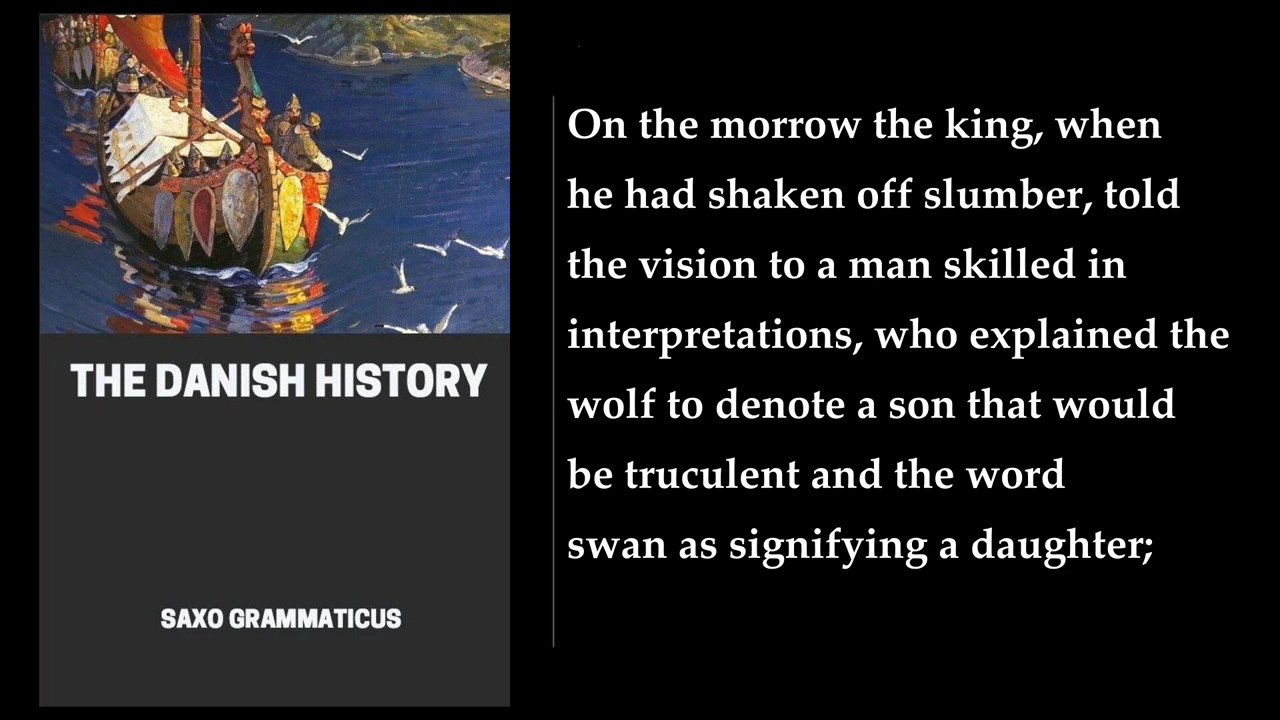 THE DANISH HISTORY
SAXO GRAMMATICUS
On the morrow the king, when
he had shaken off slumber, told
the vision to a man skilled in
interpretations, who explained the
wolf to denote a son that would
be truculent and the word
swan as signifying a daughter;